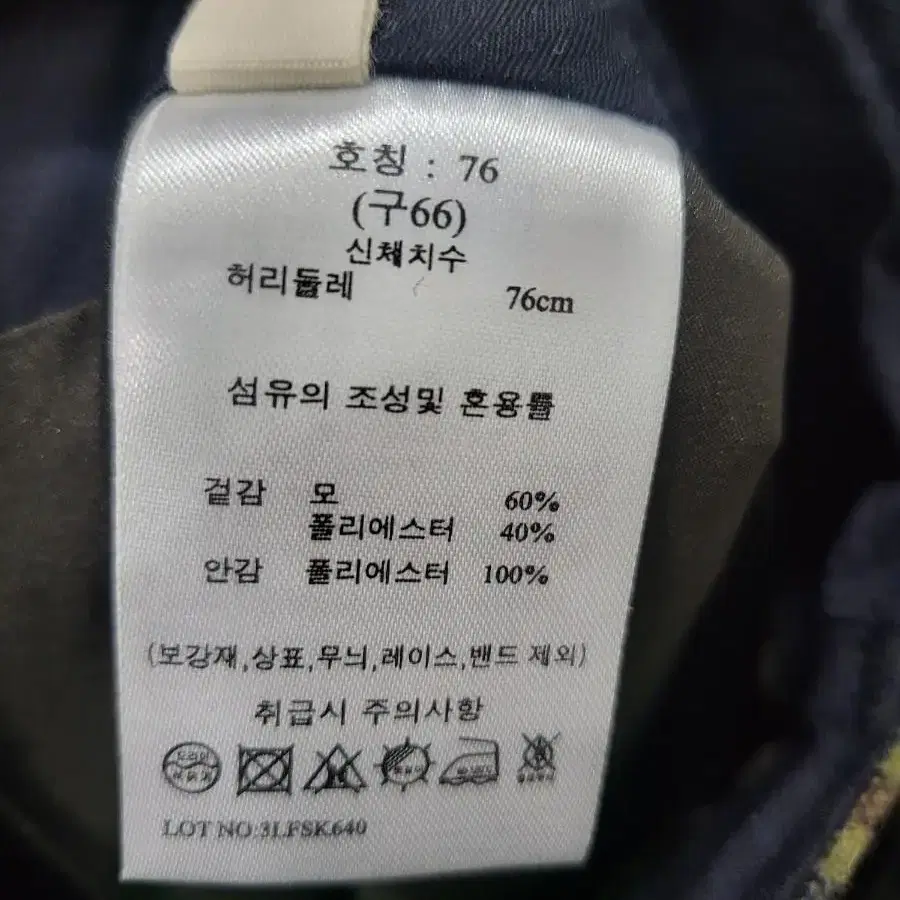 호칭 : 76
(구66)
신체치수
허리둘레 76cm
섬유의 조성및 혼용률
겉감 모 60%
폴리에스터 40%
안감 폴리에스터 100%
(보강재,상표,무늬,레이스,밴드 제외)
취급시 주의사항
드라이
LOT NO:3LFSK640